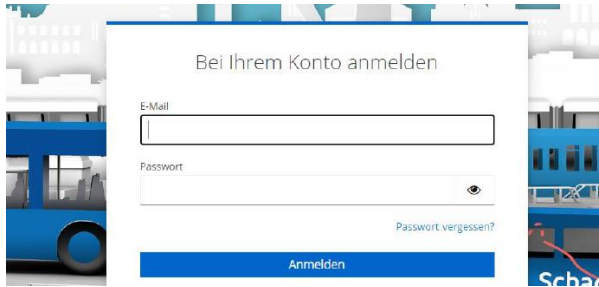 Bei Ihrem Konto anmelden
E-Mail
Passwort
Passwort vergessen?
Anmelden